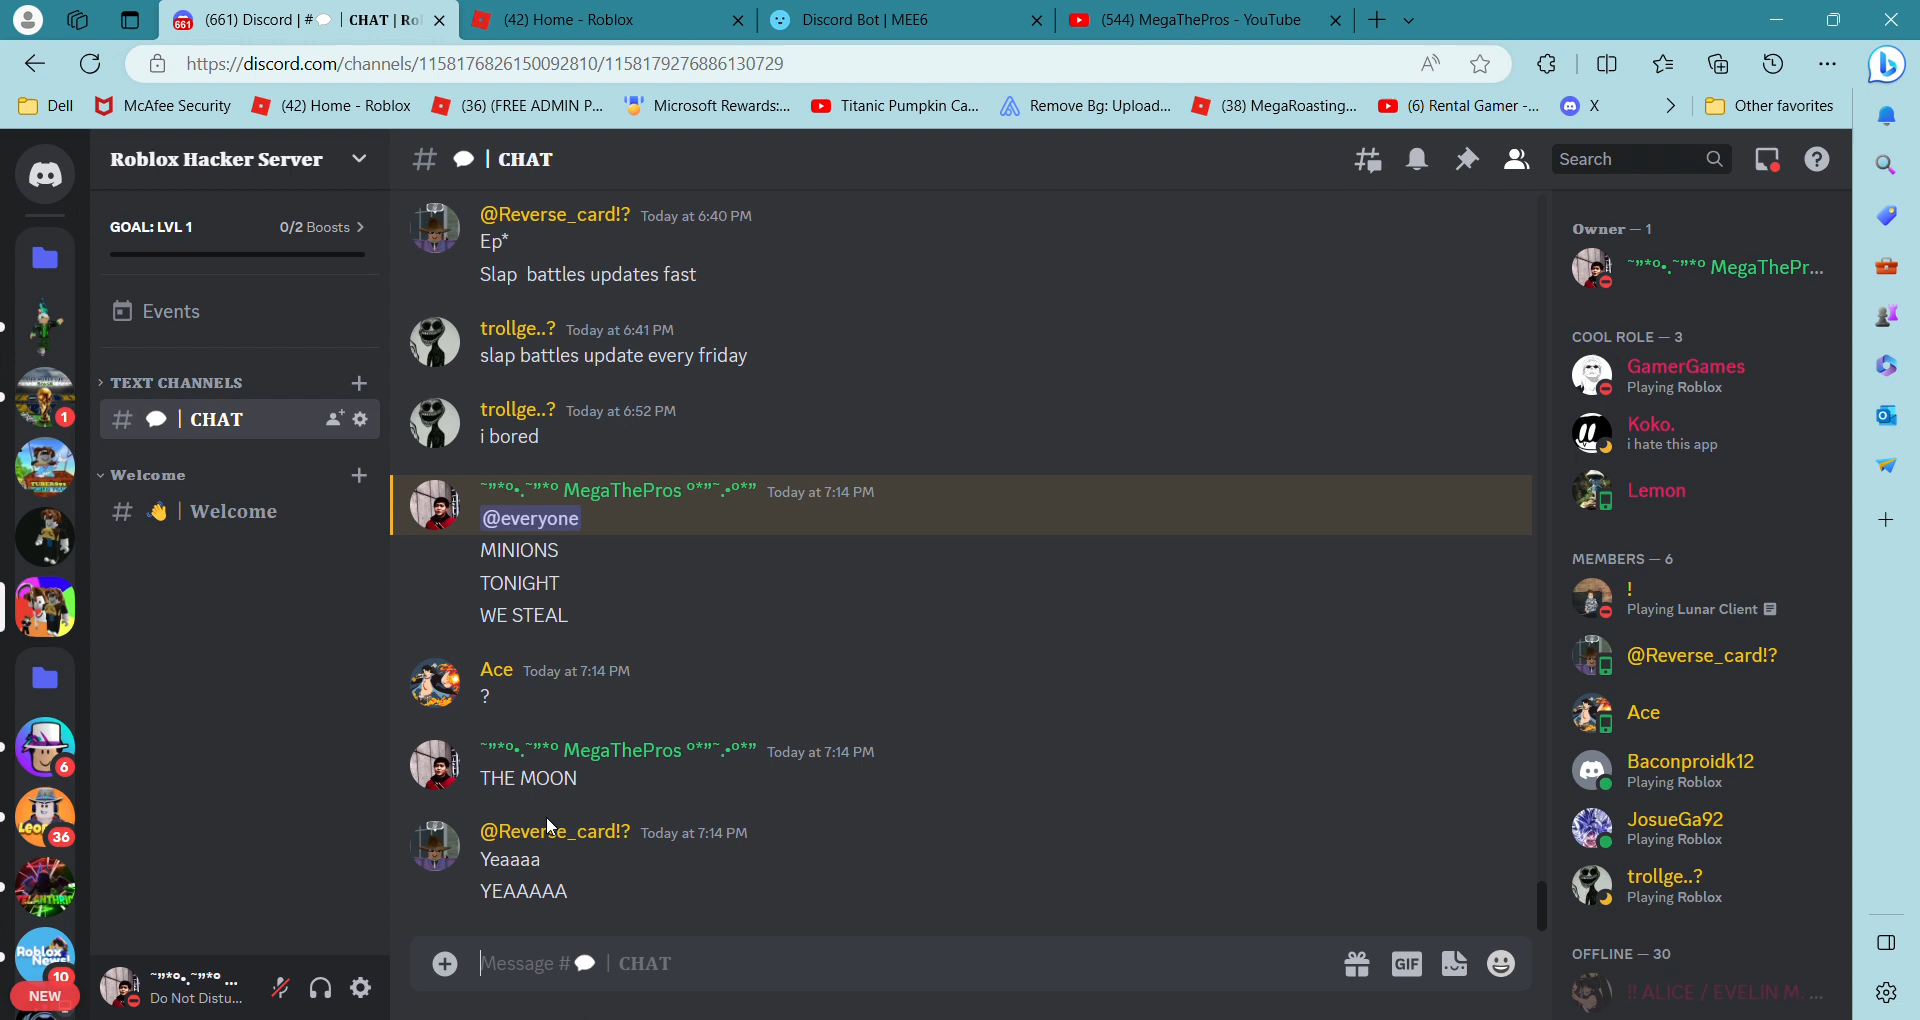 (661) Discord | #💬 | CHAT | Rol
(42) Home - Roblox
Discord Bot | MEE6
(544) MegaThePros - YouTube
https://discord.com/channels/1158176826150092810/1158179276886130729
Dell
McAfee Security
(42) Home - Roblox
(36) (FREE ADMIN P...
Microsoft Rewards:...
Titanic Pumpkin Ca...
Remove Bg: Upload...
(38) MegaRoasting...
(6) Rental Gamer -...
X
Other favorites
Roblox Hacker Server
# 💬 | CHAT
Search
GOAL: LVL 1 0/2 Boosts
Events
TEXT CHANNELS
# 💬 | CHAT
Welcome
# 👋 | Welcome
@Reverse_card!? Today at 6:40 PM
Ep*
Slap battles updates fast
trollge..? Today at 6:41 PM
slap battles update every friday
trollge..? Today at 6:52 PM
i bored
~"*°•.~"*° MegaThePros °*"~.•°*" Today at 7:14 PM
@everyone
MINIONS
TONIGHT
WE STEAL
Ace Today at 7:14 PM
?
~"*°•.~"*° MegaThePros °*"~.•°*" Today at 7:14 PM
THE MOON
@Reverse_card!? Today at 7:14 PM
Yeaaaa
YEAAAAA
Message #💬 | CHAT
GIF
Owner — 1
~"*°•.~"*° MegaThePr...
COOL ROLE — 3
GamerGames
Playing Roblox
Koko.
i hate this app
Lemon
MEMBERS — 6
!
Playing Lunar Client
@Reverse_card!?
Ace
Baconproidk12
Playing Roblox
JosueGa92
Playing Roblox
trollge..?
Playing Roblox
OFFLINE — 30
!! ALICE / EVELIN M. ...
1
6
36
10
NEW
~"*°•.~"*° ...
Do Not Distu...